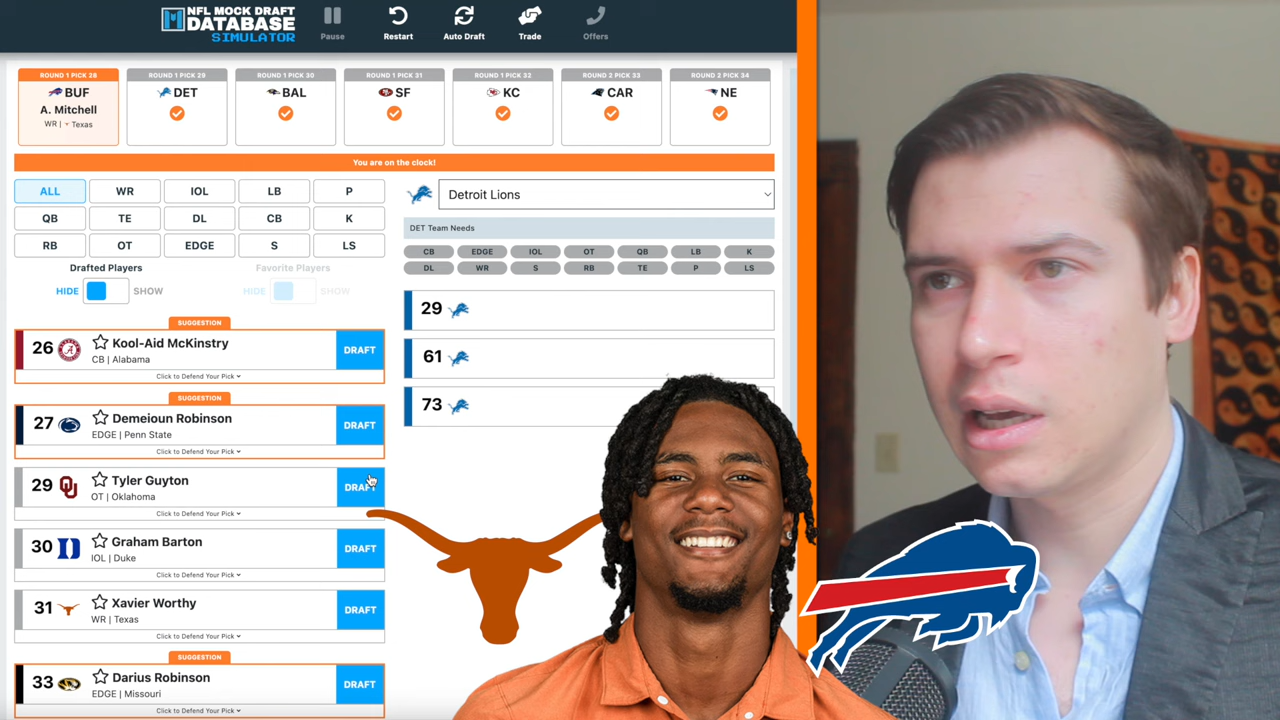 NFL MOCK DRAFT
DATABASE
SIMULATOR
Pause
Restart
Auto Draft
Trade
Offers
ROUND 1 PICK 28
BUF
A. Mitchell
WR | Texas
ROUND 1 PICK 29
DET
ROUND 1 PICK 30
BAL
ROUND 1 PICK 31
SF
ROUND 1 PICK 32
KC
ROUND 2 PICK 33
CAR
ROUND 2 PICK 34
NE
You are on the clock!
ALL
WR
IOL
LB
P
QB
TE
DL
CB
K
RB
OT
EDGE
S
LS
Drafted Players
HIDE
SHOW
Favorite Players
HIDE
SHOW
SUGGESTION
26
Kool-Aid McKinstry
CB | Alabama
DRAFT
Click to Defend Your Pick
SUGGESTION
27
Demeioun Robinson
EDGE | Penn State
DRAFT
Click to Defend Your Pick
29
Tyler Guyton
OT | Oklahoma
DRAFT
Click to Defend Your Pick
30
Graham Barton
IOL | Duke
DRAFT
Click to Defend Your Pick
31
Xavier Worthy
WR | Texas
DRAFT
Click to Defend Your Pick
SUGGESTION
33
Darius Robinson
EDGE | Missouri
DRAFT
Click to Defend Your Pick
Detroit Lions
DET Team Needs
CB EDGE IOL OT QB LB K
DL WR S RB TE P LS
29
61
73